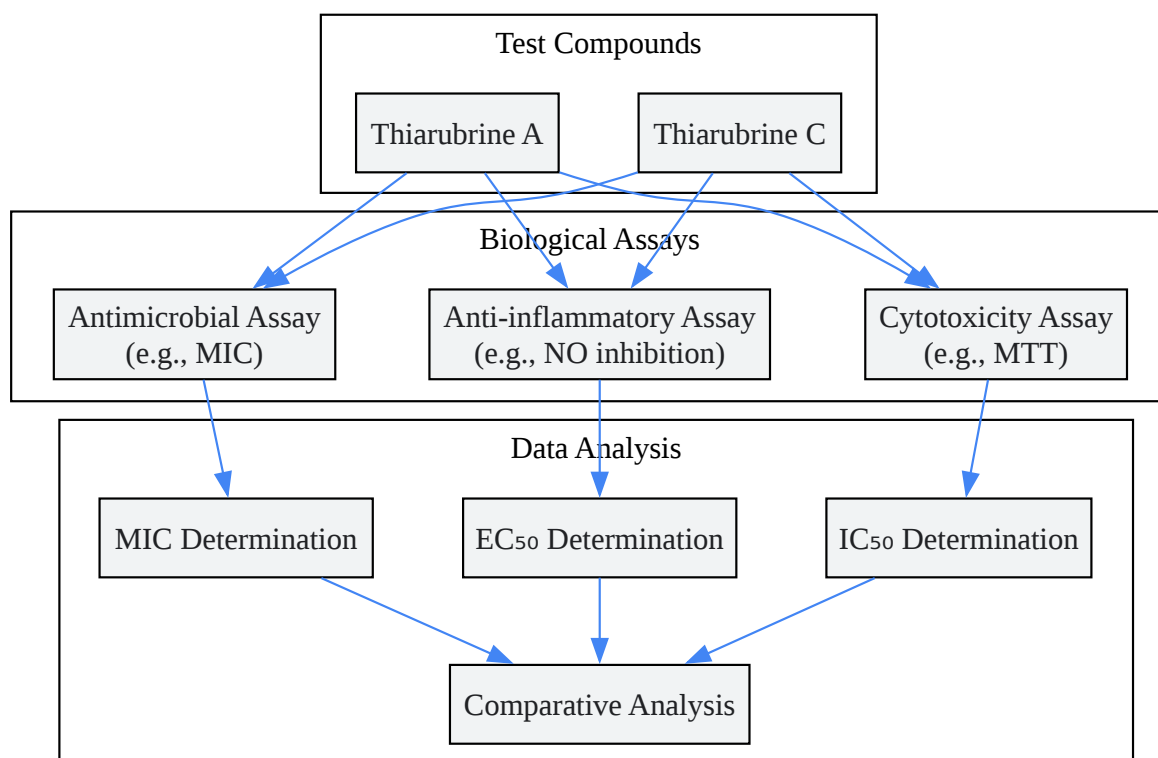 Test Compounds
Thiarubrine A
Thiarubrine C
Biological Assays
Antimicrobial Assay
(e.g., MIC)
Anti-inflammatory Assay
(e.g., NO inhibition)
Cytotoxicity Assay
(e.g., MTT)
Data Analysis
MIC Determination
EC₅₀ Determination
IC₅₀ Determination
Comparative Analysis